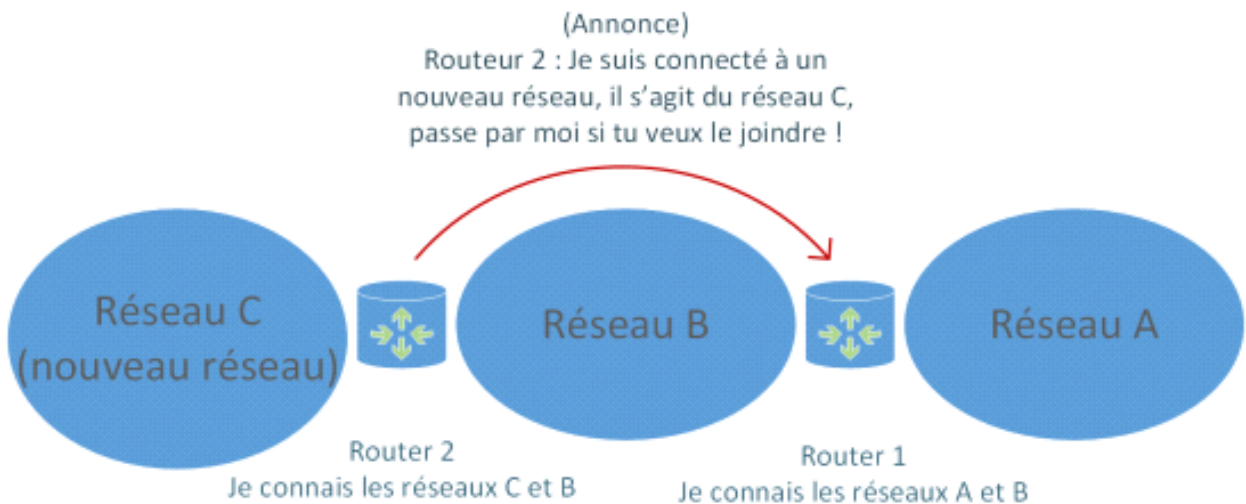 (Annonce)
Routeur 2 : Je suis connecté à un
nouveau réseau, il s’agit du réseau C,
passe par moi si tu veux le joindre !
Réseau C
(nouveau réseau)
Réseau B
Réseau A
Router 2
Je connais les réseaux C et B
Router 1
Je connais les réseaux A et B